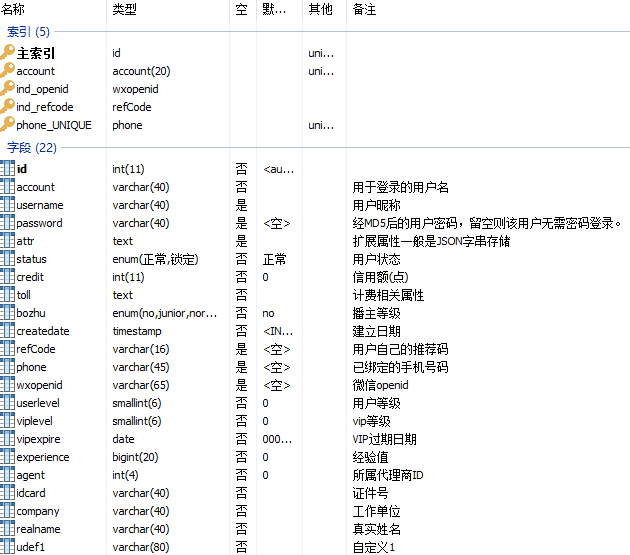 名称 类型 空 默... 其他 备注
索引 (5)
主索引 id uni...
account account(20) uni...
ind_openid wxopenid
ind_refcode refCode
phone_UNIQUE phone uni...
字段 (22)
id int(11) 否 <au...
account varchar(40) 否 用于登录的用户名
username varchar(40) 是 用户昵称
password varchar(40) 是 <空> 经MD5后的用户密码，留空则该用户无需密码登录。
attr text 是 扩展属性一般是JSON字串存储
status enum(正常,锁定) 否 正常 用户状态
credit int(11) 否 0 信用额(点)
toll text 否 计费相关属性
bozhu enum(no,junior,nor... 否 no 播主等级
createdate timestamp 否 <IN... 建立日期
refCode varchar(16) 是 <空> 用户自己的推荐码
phone varchar(45) 是 <空> 已绑定的手机号码
wxopenid varchar(65) 是 <空> 微信openid
userlevel smallint(6) 否 0 用户等级
viplevel smallint(6) 否 0 vip等级
vipexpire date 否 000... VIP过期日期
experience bigint(20) 否 0 经验值
agent int(4) 否 0 所属代理商ID
idcard varchar(40) 否 证件号
company varchar(40) 否 工作单位
realname varchar(40) 否 真实姓名
udef1 varchar(80) 否 自定义1